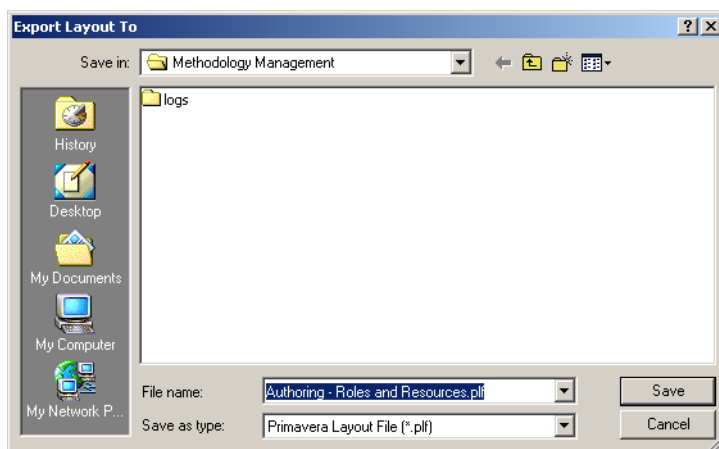 Export Layout To
Save in: Methodology Management
logs
History
Desktop
My Documents
My Computer
My Network P...
File name: Authoring - Roles and Resources.plf Save
Save as type: Primavera Layout File (*.plf) Cancel